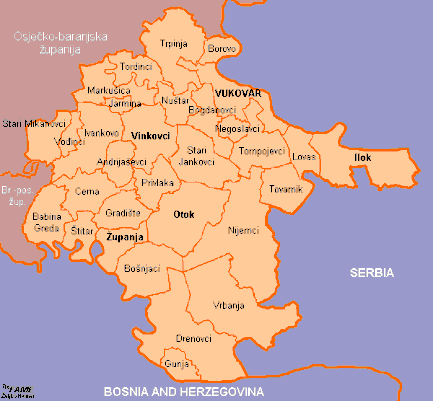 Osječko-baranjska
županija
Trpinja
Borovo
Tordinci
Markušica
Nuštar
VUKOVAR
Jarmina
Bogdanovci
Stari Mikanovci
Vođinci
Ivankovo
Vinkovci
Negoslavci
Stari
Jankovci
Tompojevci
Lovas
Ilok
Andrijaševci
Privlaka
Tovarnik
Br.-pos.
žup.
Cerna
Babina
Greda
Gradište
Otok
Štitar
Županja
Nijemci
Bošnjaci
SERBIA
Vrbanja
Drenovci
Gunja
BOSNIA AND HERZEGOVINA